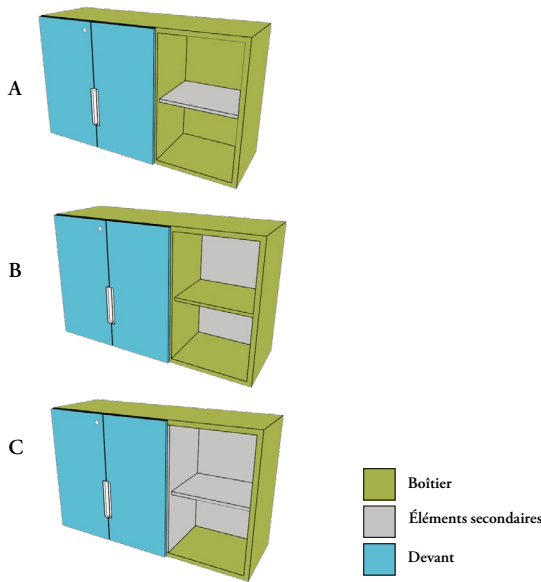 A
B
C
Boîtier
Éléments secondaires
Devant